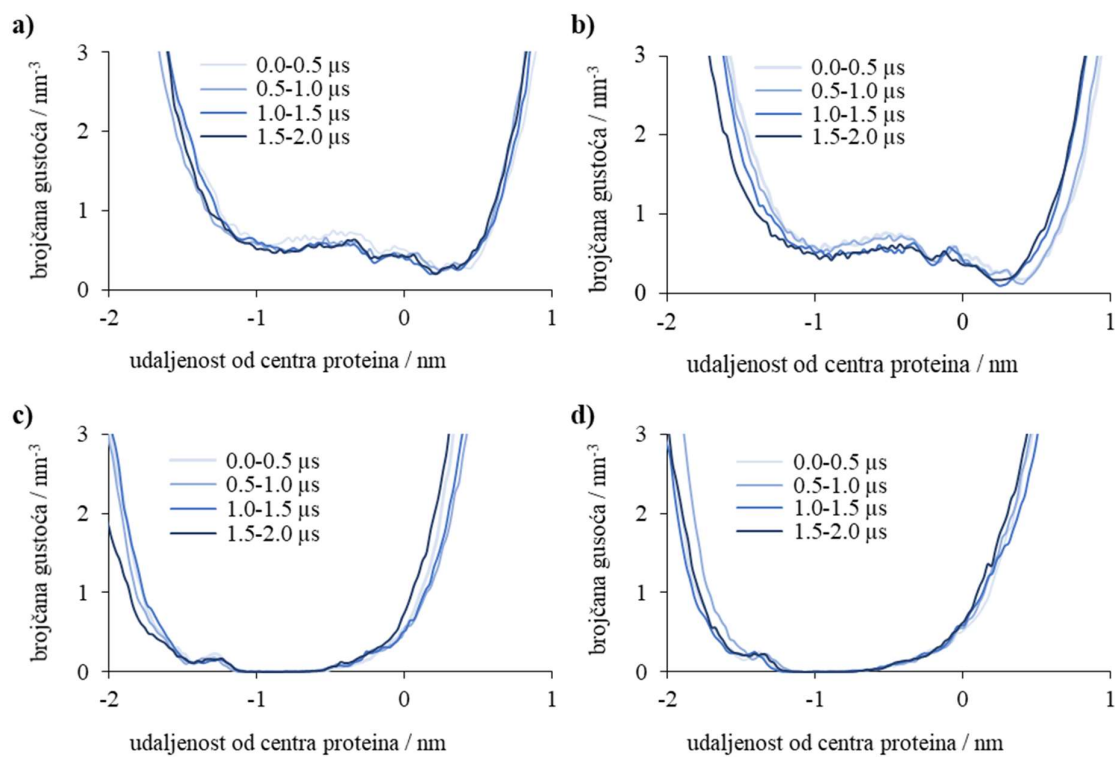 a)
brojčana gustoća / nm-3
3
2
1
0
0.0-0.5 µs
0.5-1.0 µs
1.0-1.5 µs
1.5-2.0 µs
-2 -1 0 1
udaljenost od centra proteina / nm
b)
brojčana gustoća / nm-3
3
2
1
0
0.0-0.5 µs
0.5-1.0 µs
1.0-1.5 µs
1.5-2.0 µs
-2 -1 0 1
udaljenost od centra proteina / nm
c)
brojčana gustoća / nm-3
3
2
1
0
0.0-0.5 µs
0.5-1.0 µs
1.0-1.5 µs
1.5-2.0 µs
-2 -1 0 1
udaljenost od centra proteina / nm
d)
brojčana gusoća / nm-3
3
2
1
0
0.0-0.5 µs
0.5-1.0 µs
1.0-1.5 µs
1.5-2.0 µs
-2 -1 0 1
udaljenost od centra proteina / nm